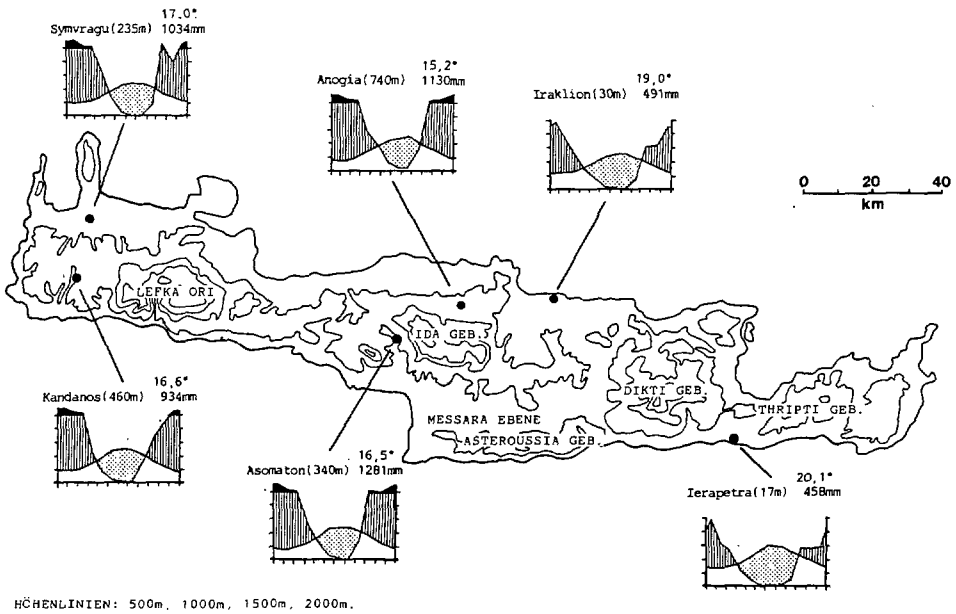 17.0°
Symvragu(235m) 1034mm
15,2°
Anogia(740m) 1130mm
19,0°
Iraklion(30m) 491mm
0 20 40
km
LEFKA ORI
IDA GEB.
DIKTI GEB.
THRIPTI GEB.
MESSARA EBENE
ASTEROUSSIA GEB.
16,6°
Kandanos(460m) 934mm
16,5°
Asomaton(340m) 1281mm
20,1°
Ierapetra(17m) 458mm
HÖHENLINIEN: 500m, 1000m, 1500m, 2000m.